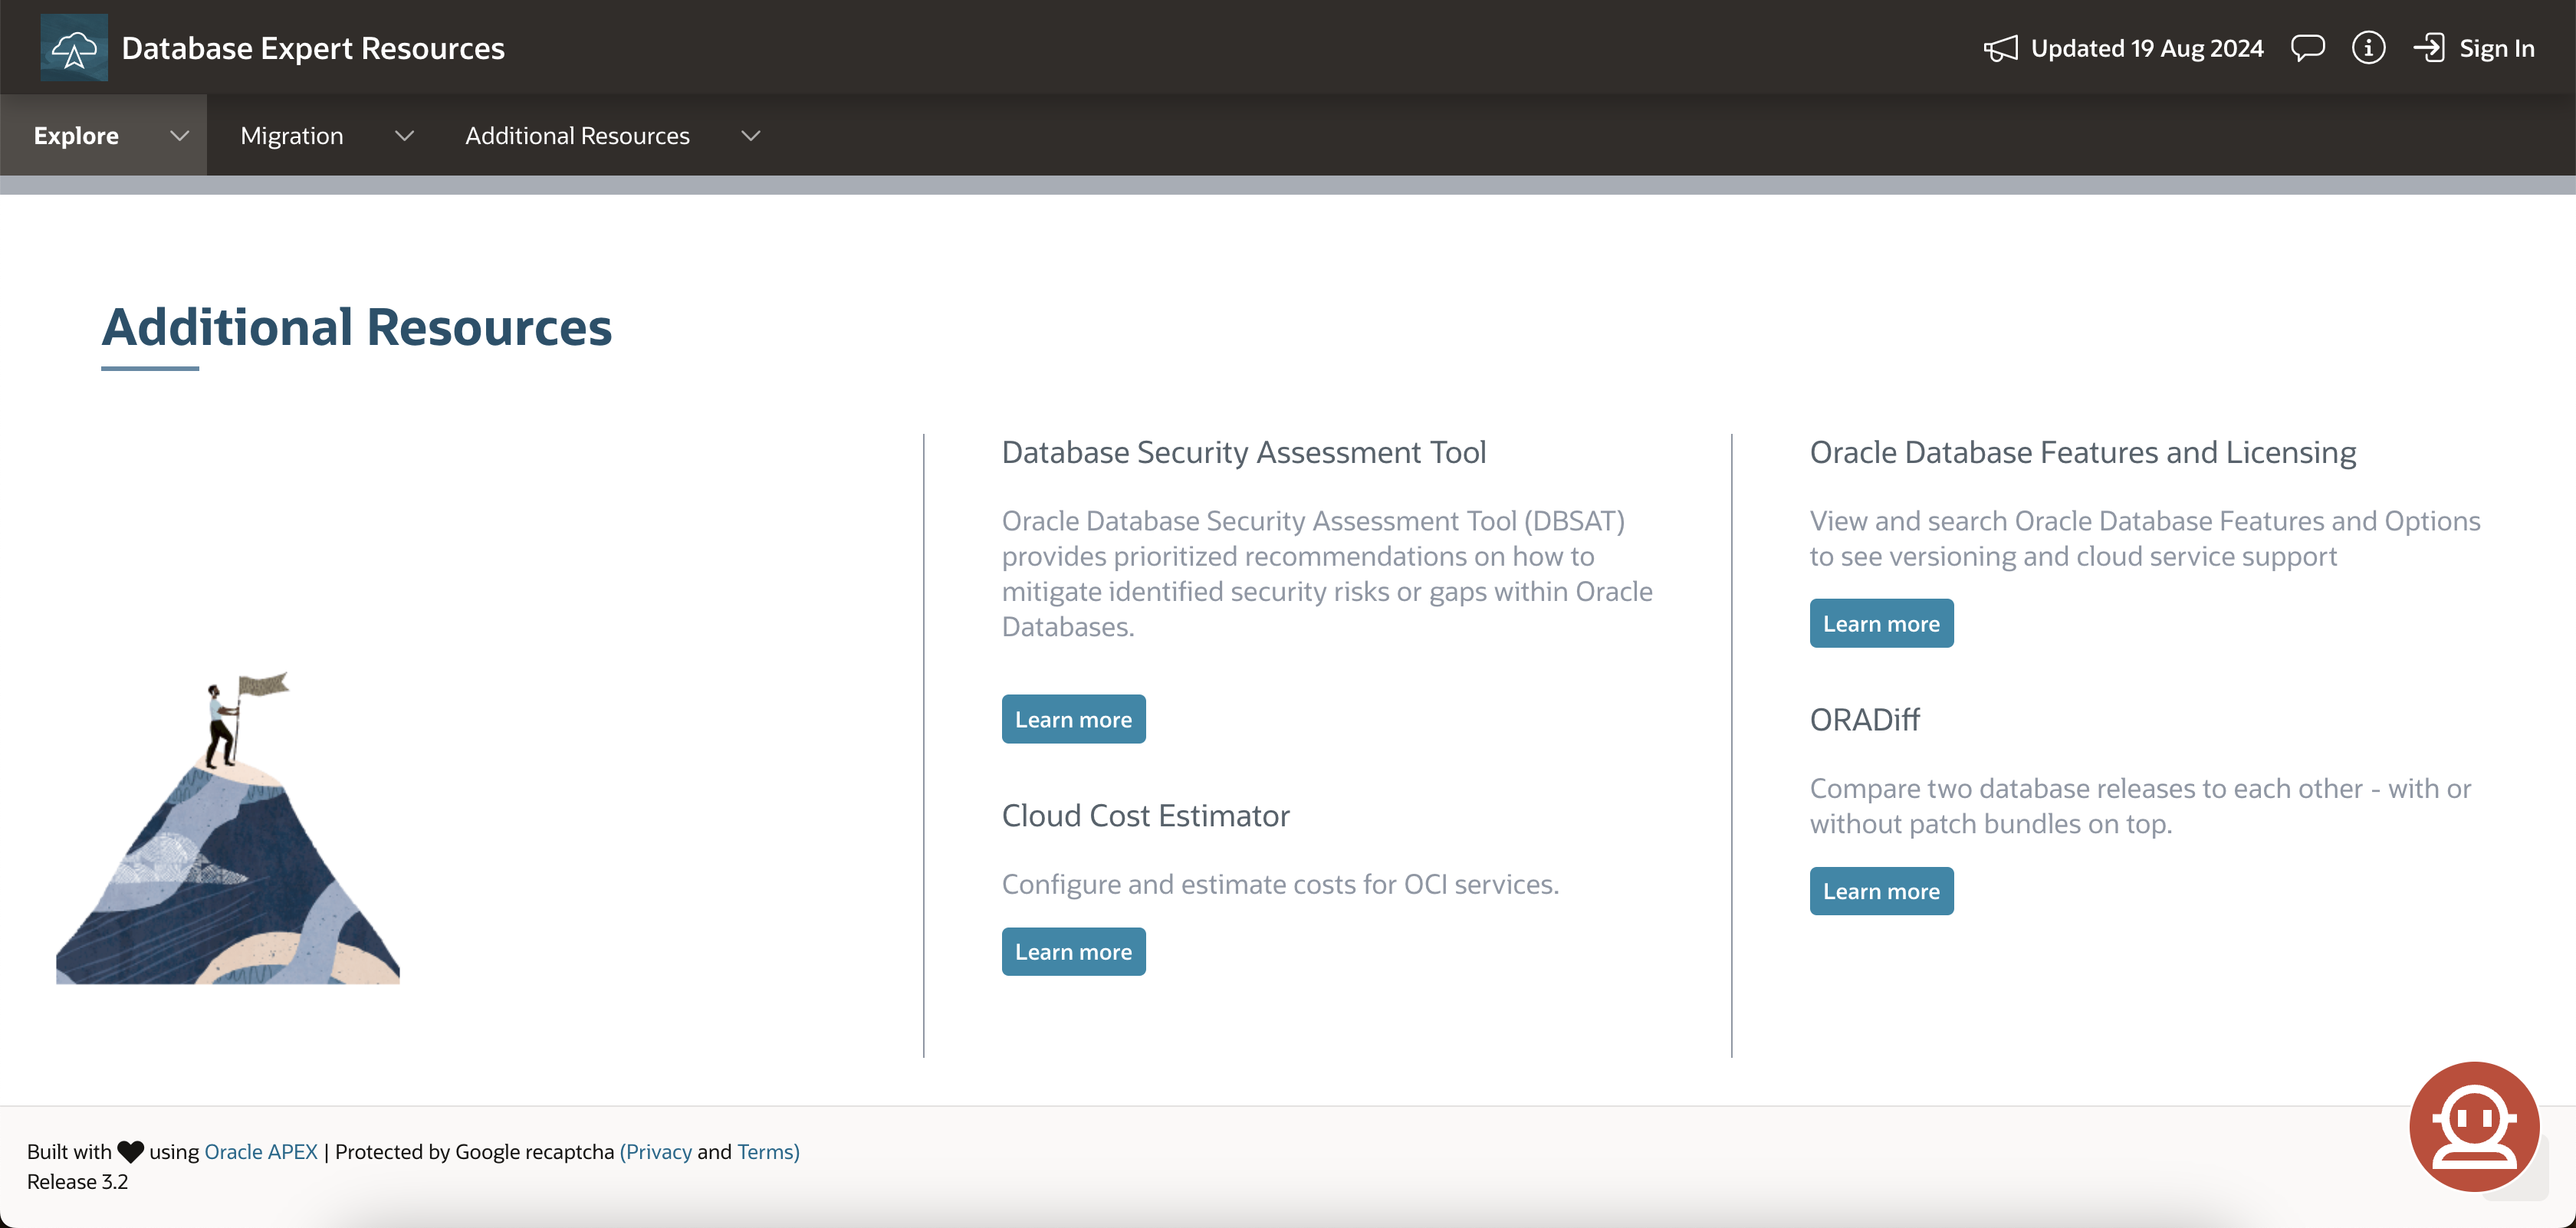 Database Expert Resources
Updated 19 Aug 2024
Sign In
Explore
Migration
Additional Resources
Additional Resources
Database Security Assessment Tool
Oracle Database Security Assessment Tool (DBSAT)
provides prioritized recommendations on how to
mitigate identified security risks or gaps within Oracle
Databases.
Learn more
Cloud Cost Estimator
Configure and estimate costs for OCI services.
Learn more
Oracle Database Features and Licensing
View and search Oracle Database Features and Options
to see versioning and cloud service support
Learn more
ORADiff
Compare two database releases to each other - with or
without patch bundles on top.
Learn more
Built with using Oracle APEX | Protected by Google recaptcha (Privacy and Terms)
Release 3.2